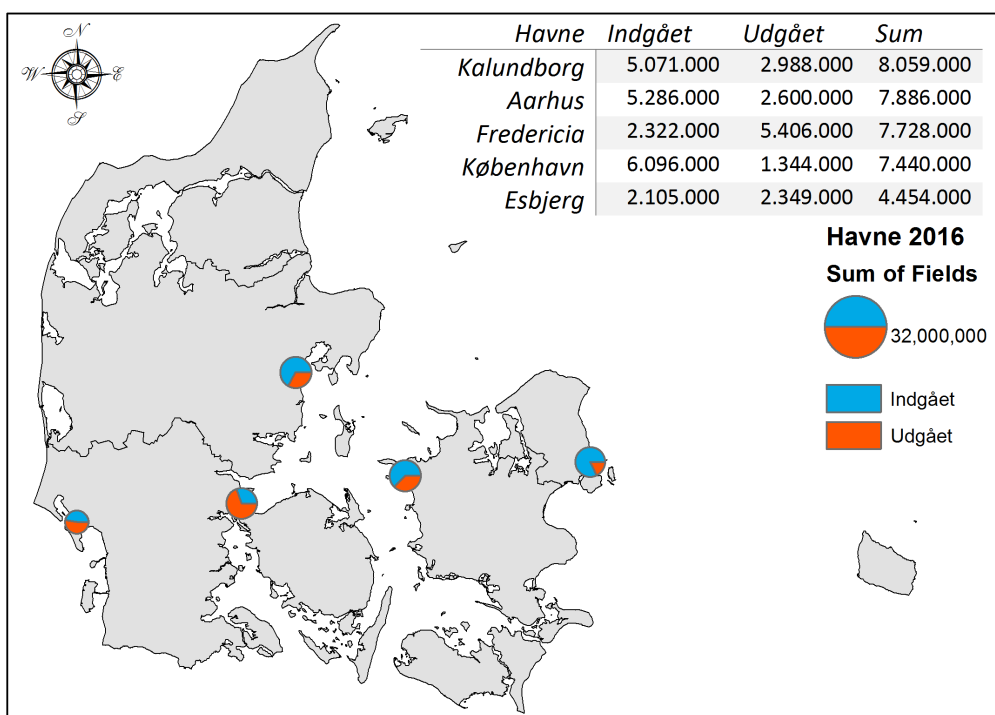 N
W
E
S
Havne Indgået Udgået Sum
Kalundborg 5.071.000 2.988.000 8.059.000
Aarhus 5.286.000 2.600.000 7.886.000
Fredericia 2.322.000 5.406.000 7.728.000
København 6.096.000 1.344.000 7.440.000
Esbjerg 2.105.000 2.349.000 4.454.000
Havne 2016
Sum of Fields
32,000,000
Indgået
Udgået